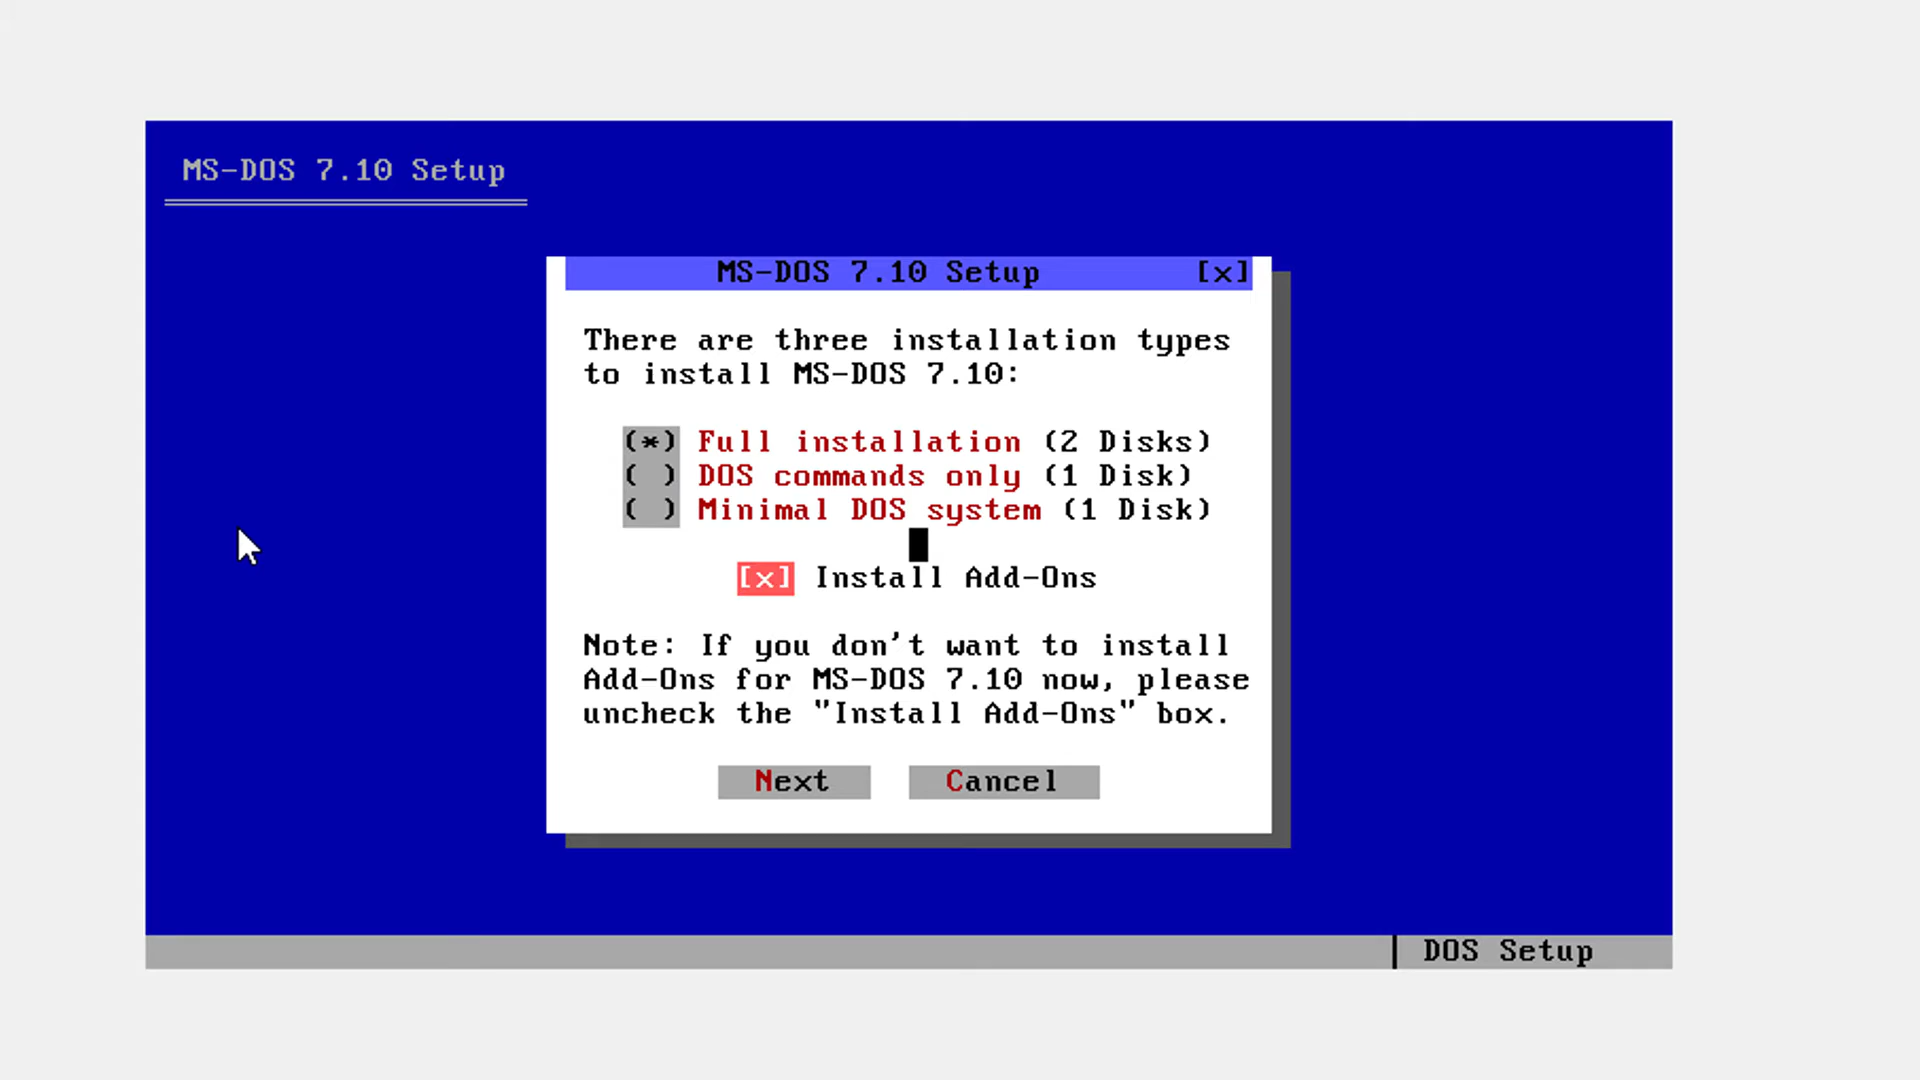 MS-DOS 7.10 Setup
MS-DOS 7.10 Setup [x]
There are three installation types
to install MS-DOS 7.10:
(*) Full installation (2 Disks)
( ) DOS commands only (1 Disk)
( ) Minimal DOS system (1 Disk)
[x] Install Add-Ons
Note: If you don't want to install
Add-Ons for MS-DOS 7.10 now, please
uncheck the "Install Add-Ons" box.
Next Cancel
DOS Setup